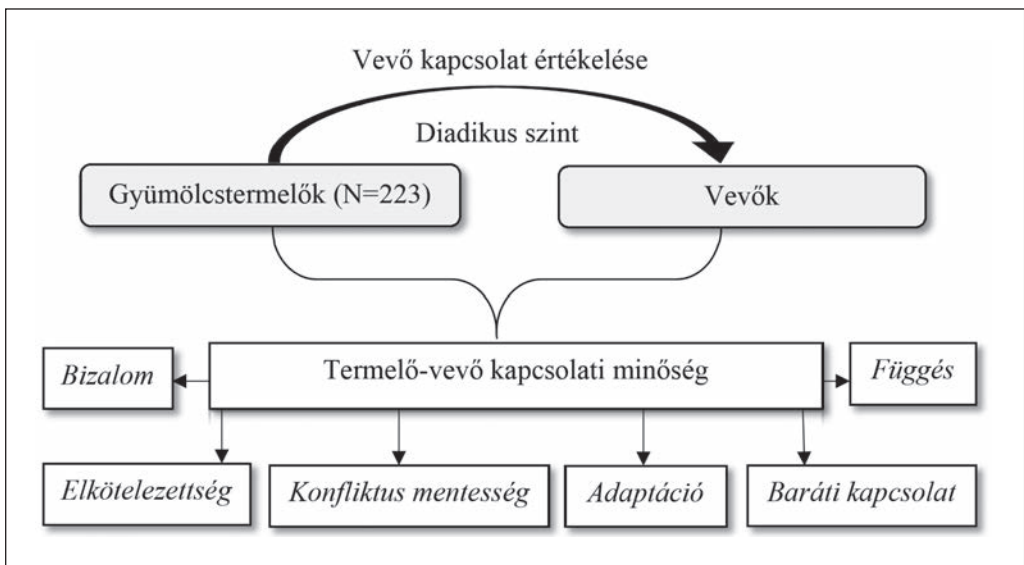 Vevő kapcsolat értékelése
Diadikus szint
Gyümölcstermelők (N=223)
Vevők
Bizalom
Termelő-vevő kapcsolati minőség
Függés
Elkötelezettség
Konfliktus mentesség
Adaptáció
Baráti kapcsolat